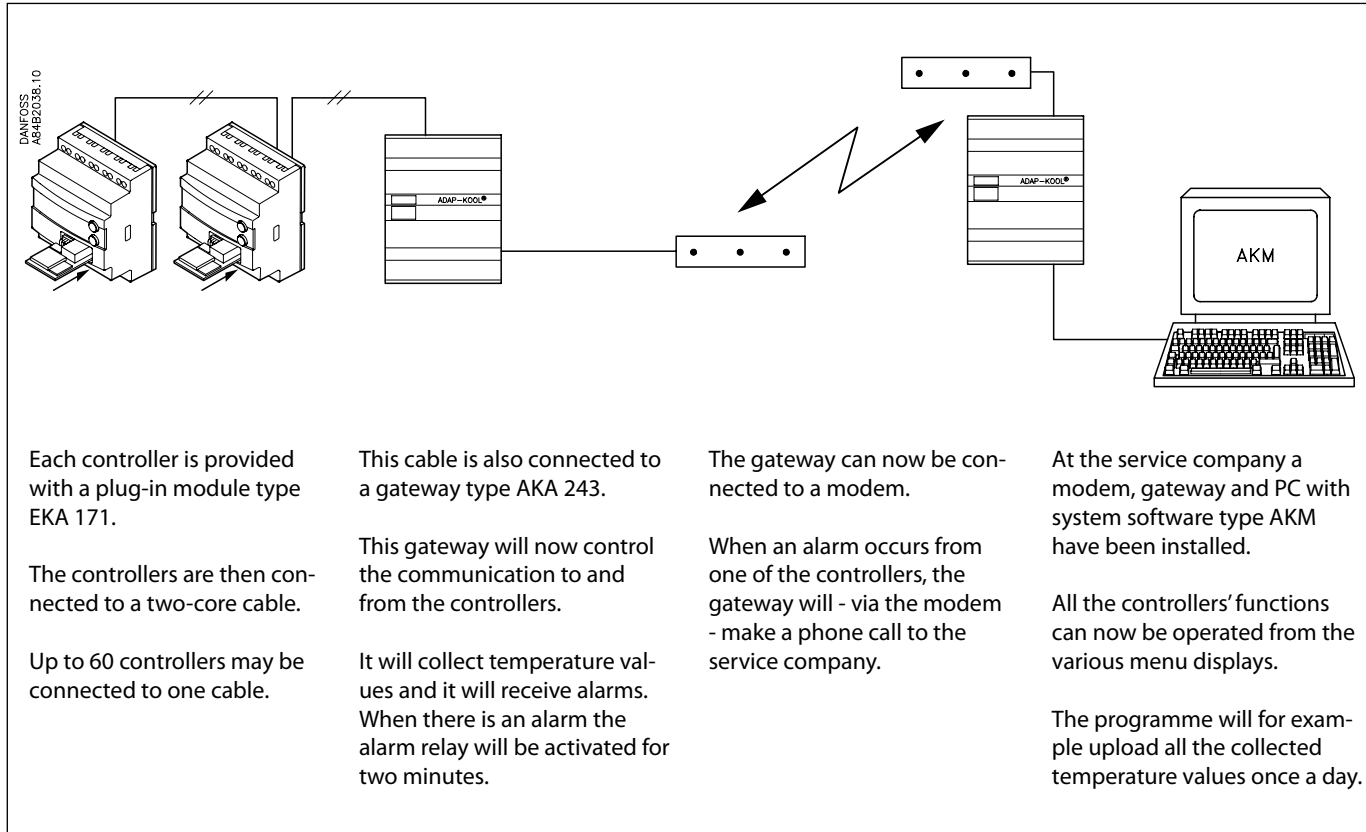 DANFOSS
A84B2038.10
ADAP-KOOL®
ADAP-KOOL®
AKM
Each controller is provided
with a plug-in module type
EKA 171.
The controllers are then con-
nected to a two-core cable.
Up to 60 controllers may be
connected to one cable.
This cable is also connected to
a gateway type AKA 243.
This gateway will now control
the communication to and
from the controllers.
It will collect temperature val-
ues and it will receive alarms.
When there is an alarm the
alarm relay will be activated for
two minutes.
The gateway can now be con-
nected to a modem.
When an alarm occurs from
one of the controllers, the
gateway will - via the modem
- make a phone call to the
service company.
At the service company a
modem, gateway and PC with
system software type AKM
have been installed.
All the controllers’ functions
can now be operated from the
various menu displays.
The programme will for exam-
ple upload all the collected
temperature values once a day.